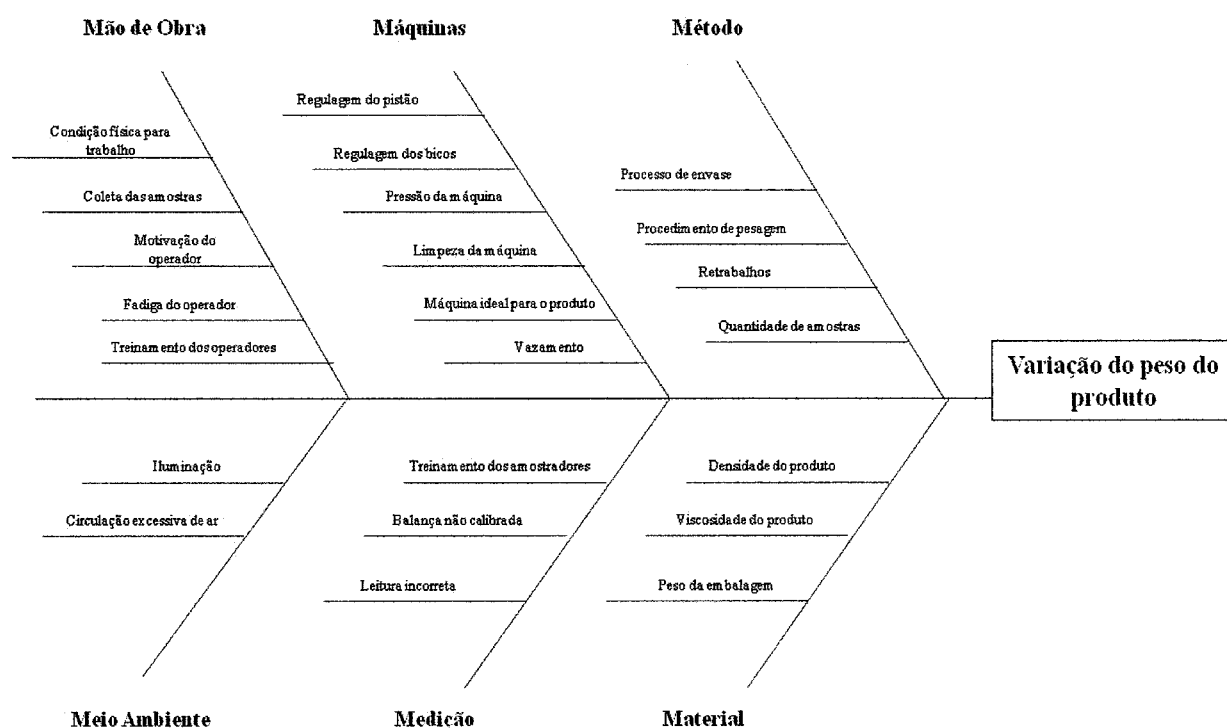 Mão de Obra
Máquinas
Método
Condição física para
trabalho
Coleta das amostras
Motivação do
operador
Fadiga do operador
Treinamento dos operadores
Regulagem do pistão
Regulagem dos bicos
Pressão da máquina
Limpeza da máquina
Máquina ideal para o produto
Vazamento
Processo de envase
Procedimento de pesagem
Retrabalhos
Quantidade de amostras
Variação do peso do
produto
Iluminação
Circulação excessiva de ar
Treinamento dos amostradores
Balança não calibrada
Leitura incorreta
Densidade do produto
Viscosidade do produto
Peso da embalagem
Meio Ambiente
Medição
Material